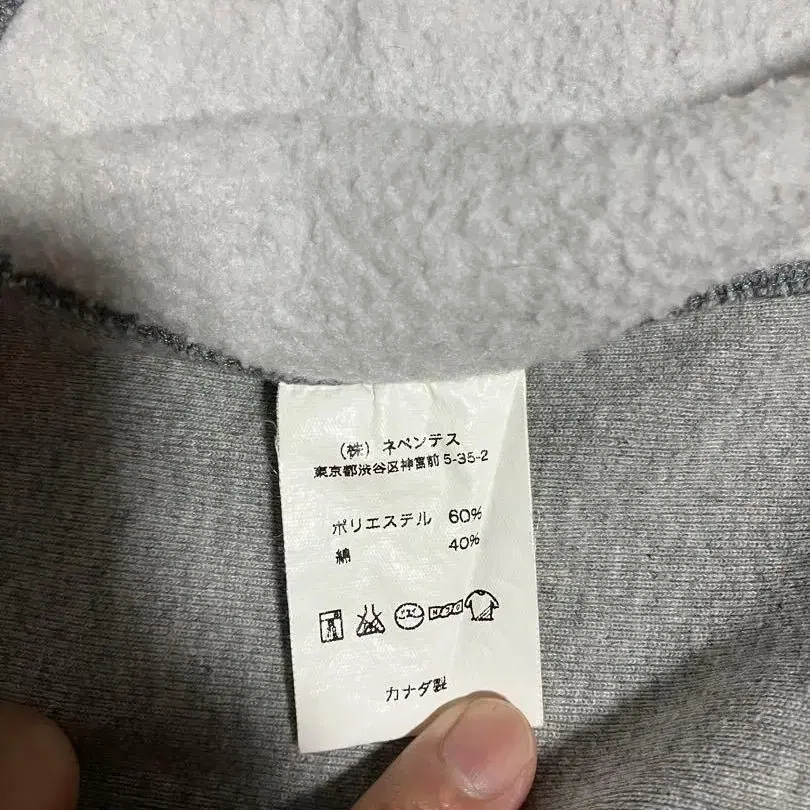 (株) ネペンテス
東京都渋谷区神宮前 5-35-2
ポリエステル 60%
綿 40%
カナダ製